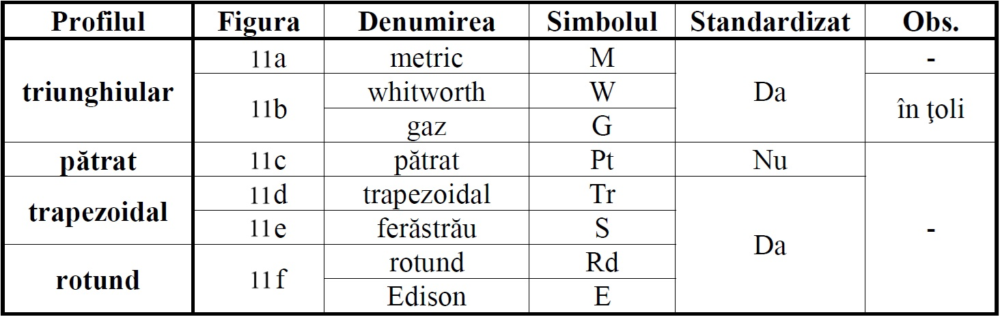 Profilul Figura Denumirea Simbolul Standardizat Obs.
triunghiular 11a metric M Da -
11b whitworth W în ţoli
gaz G
pătrat 11c pătrat Pt Nu -
trapezoidal 11d trapezoidal Tr Da
11e ferăstrău S
rotund 11f rotund Rd
Edison E